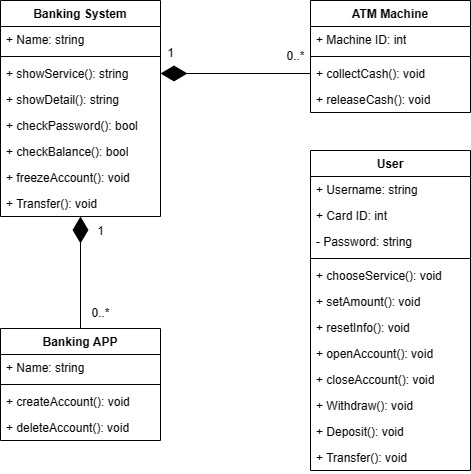 Banking System
+ Name: string
+ showService(): string
+ showDetail(): string
+ checkPassword(): bool
+ checkBalance(): bool
+ freezeAccount(): void
+ Transfer(): void
1
0..*
ATM Machine
+ Machine ID: int
+ collectCash(): void
+ releaseCash(): void
1
0..*
Banking APP
+ Name: string
+ createAccount(): void
+ deleteAccount(): void
User
+ Username: string
+ Card ID: int
- Password: string
+ chooseService(): void
+ setAmount(): void
+ resetInfo(): void
+ openAccount(): void
+ closeAccount(): void
+ Withdraw(): void
+ Deposit(): void
+ Transfer(): void